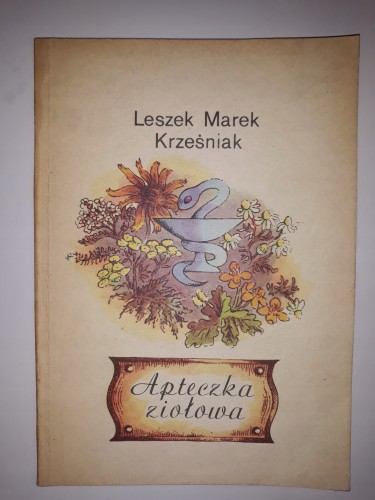 Leszek Marek
Krześniak
Apteczka
ziołowa